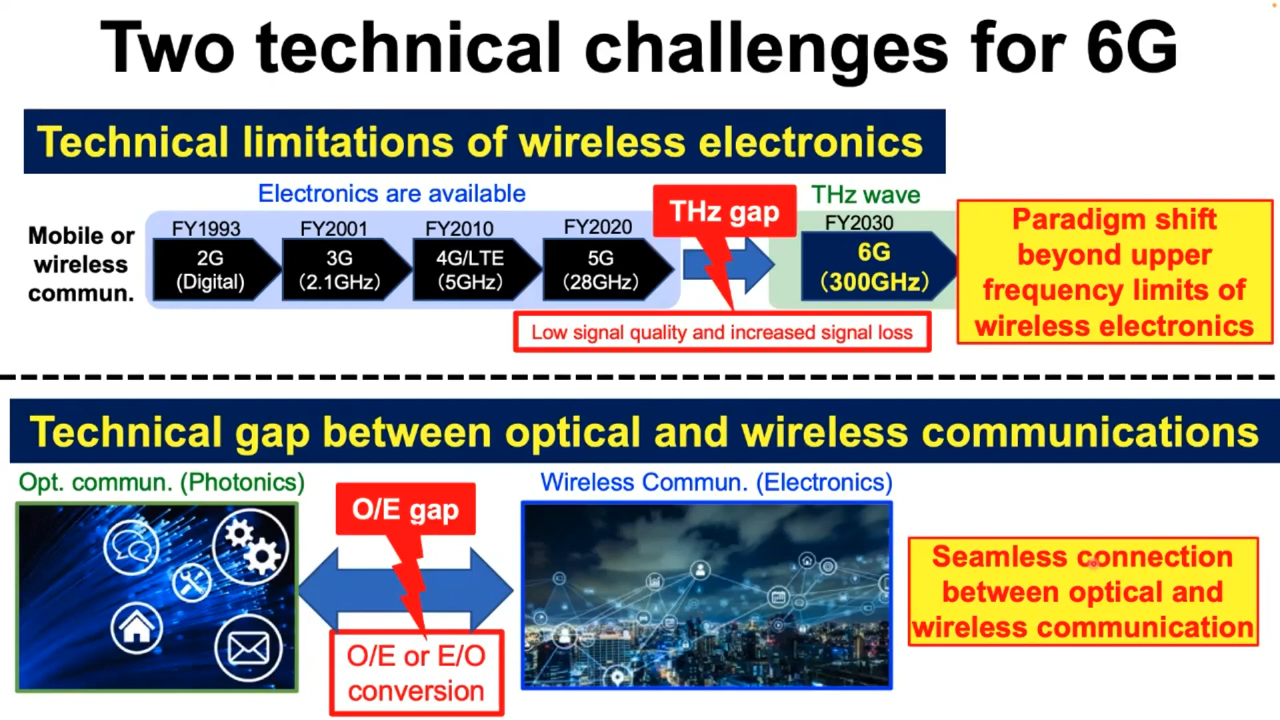 Two technical challenges for 6G
Technical limitations of wireless electronics
Electronics are available
THz gap
THz wave
Mobile or
wireless
commun.
FY1993
2G
(Digital)
FY2001
3G
(2.1GHz)
FY2010
4G/LTE
(5GHz)
FY2020
5G
(28GHz)
FY2030
6G
(300GHz)
Low signal quality and increased signal loss
Paradigm shift
beyond upper
frequency limits of
wireless electronics
Technical gap between optical and wireless communications
Opt. commun. (Photonics)
O/E gap
O/E or E/O
conversion
Wireless Commun. (Electronics)
Seamless connection
between optical and
wireless communication